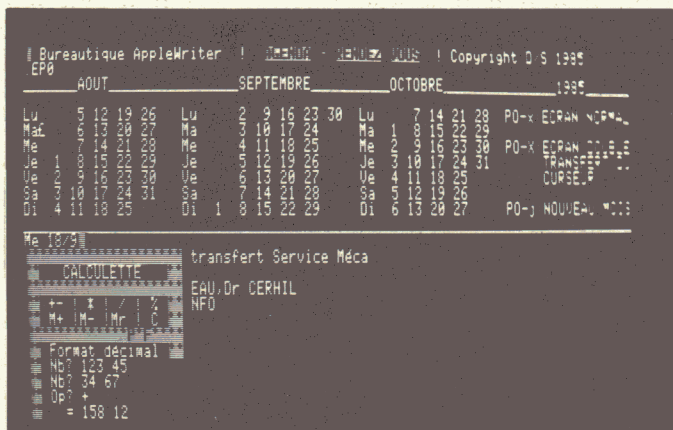 Bureautique AppleWriter ! AGENDA - RENDEZ VOUS ! Copyright D/S 1985
.EP0
AOUT SEPTEMBRE OCTOBRE 1985
Lu 5 12 19 26 Lu 2 9 16 23 30 Lu 7 14 21 28 PO-x ECRAN NORMAL
Ma 6 13 20 27 Ma 3 10 17 24 Ma 1 8 15 22 29
Me 7 14 21 28 Me 4 11 18 25 Me 2 9 16 23 30 PO-X ECRAN DOUBLE
Je 1 8 15 22 29 Je 5 12 19 26 Je 3 10 17 24 31 TRANSFERT DU
Ve 2 9 16 23 30 Ve 6 13 20 27 Ve 4 11 18 25 CURSEUR
Sa 3 10 17 24 31 Sa 7 14 21 28 Sa 5 12 19 26
Di 4 11 18 25 Di 1 8 15 22 29 Di 6 13 20 27 PO-j NOUVEAU MOIS
Me 18/9
transfert Service Méca
CALCULETTE
EAU,Dr CERHIL
+- ! * ! / ! % NFO
M+ !M- !Mr ! C
Format décimal
Nb? 123 45
Nb? 34 67
Op? +
= 158 12